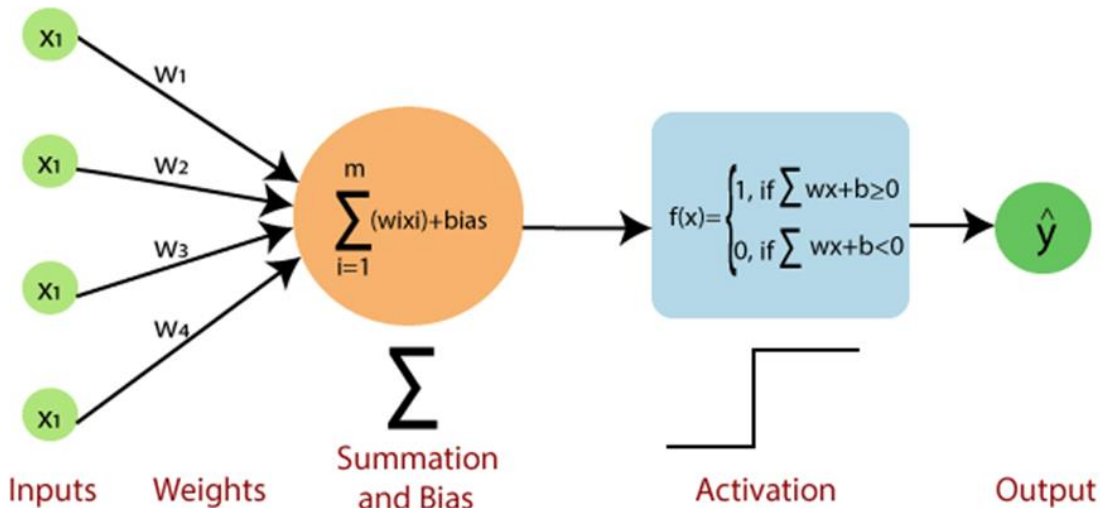 x1
w1
x1
w2
x1
w3
x1
w4
m
∑(wixi)+bias
i=1
f(x)={1, if ∑ wx+b≥0
0, if ∑ wx+b<0
ŷ
∑
Inputs
Weights
Summation
and Bias
Activation
Output